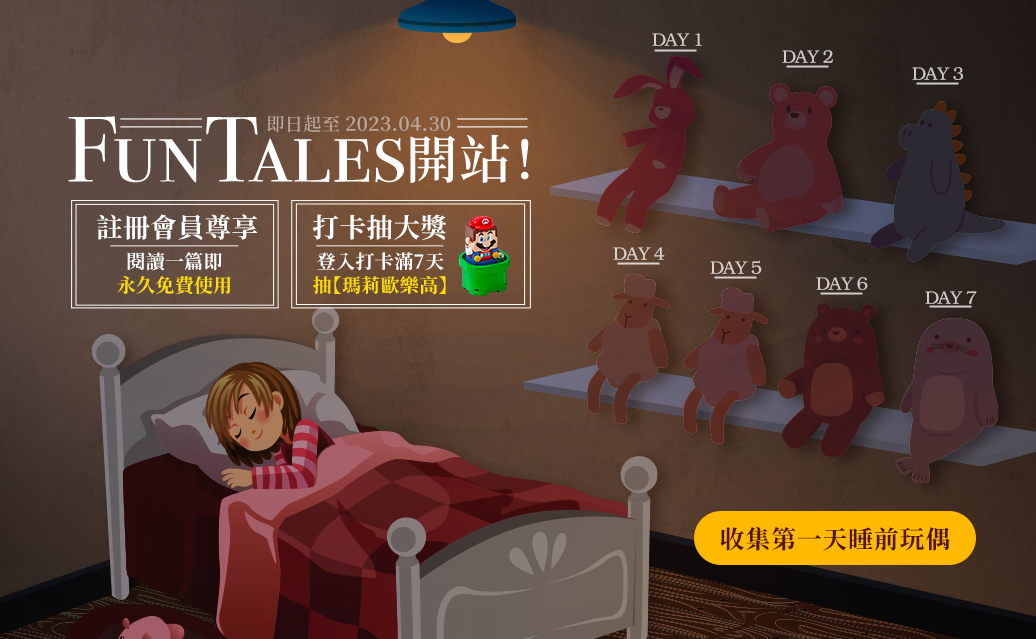 即日起至 2023.04.30
FUNTALES開站!
註冊會員尊享
閱讀一篇即
永久免費使用
打卡抽大獎
登入打卡滿7天
抽【瑪莉歐樂高】
DAY 1
DAY 2
DAY 3
DAY 4
DAY 5
DAY 6
DAY 7
收集第一天睡前玩偶